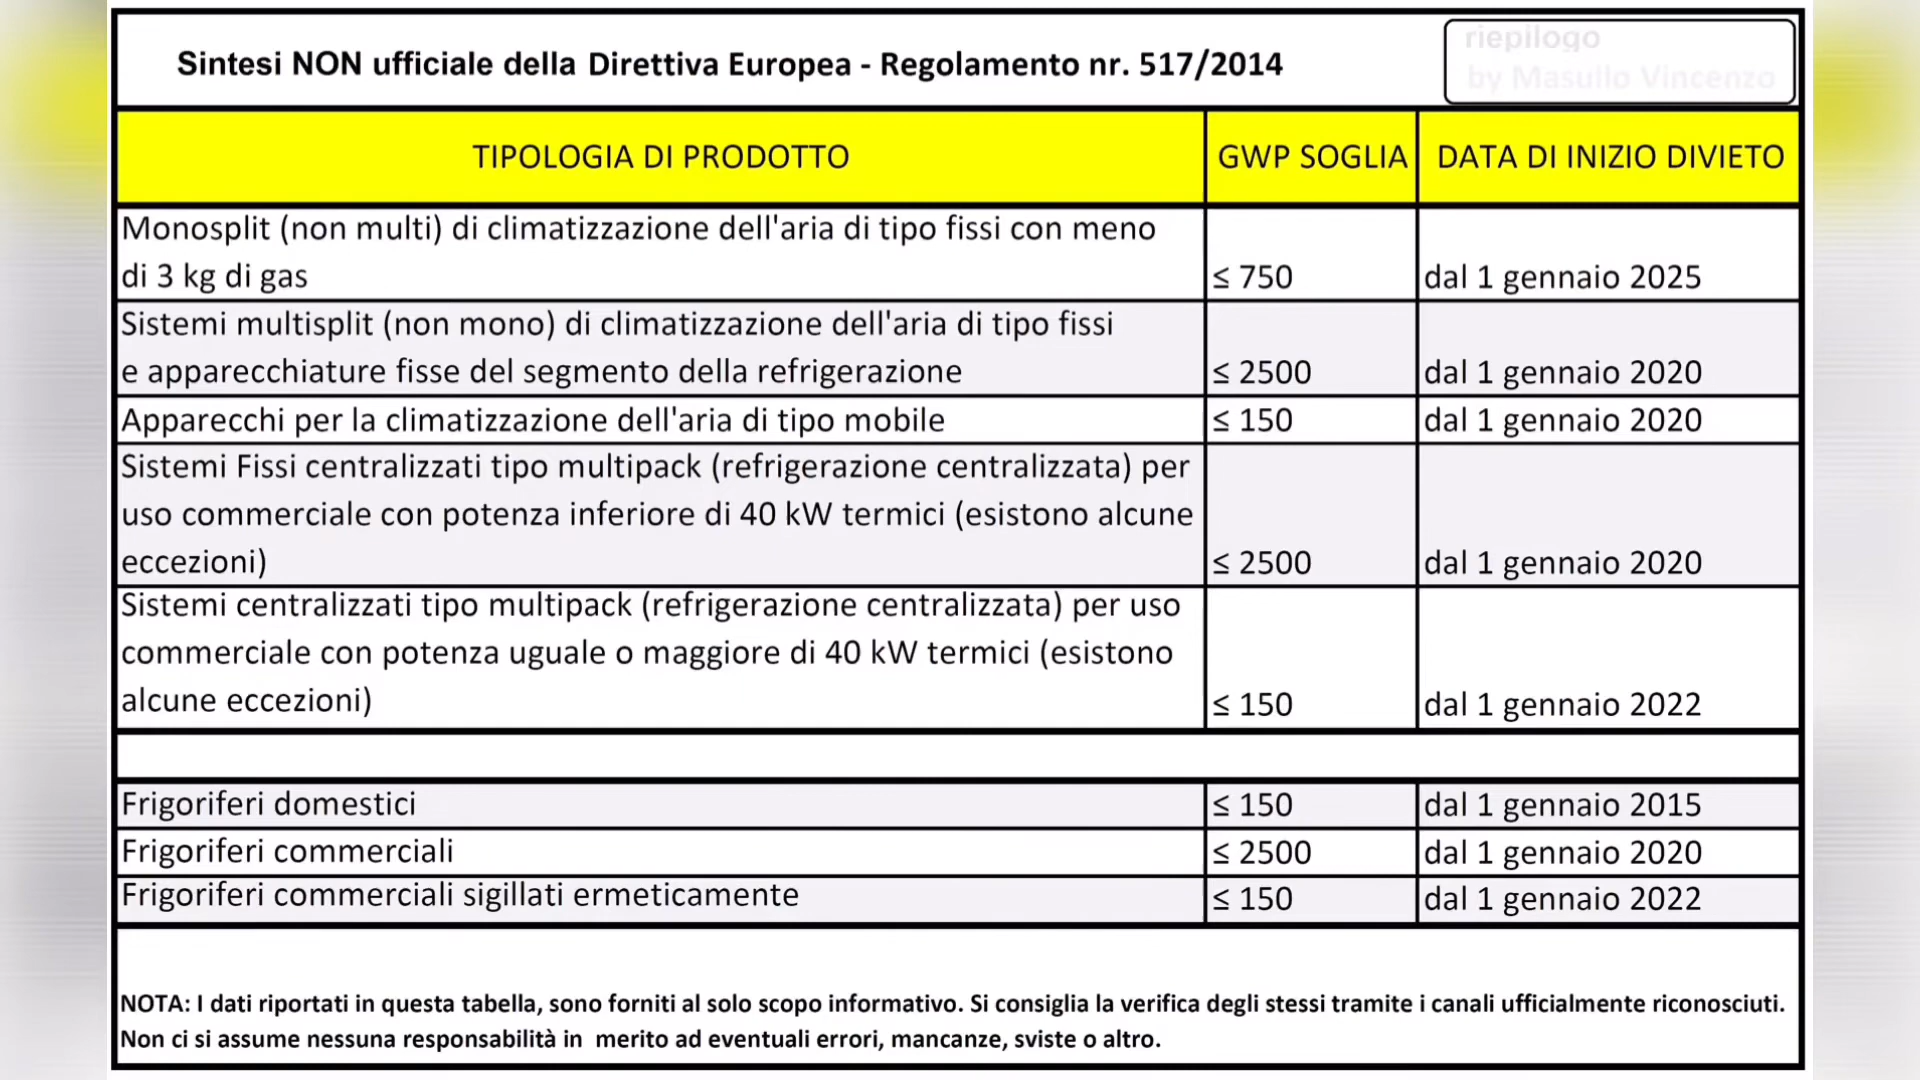 Sintesi NON ufficiale della Direttiva Europea - Regolamento nr. 517/2014
riepilogo
by Masullo Vincenzo
TIPOLOGIA DI PRODOTTO GWP SOGLIA DATA DI INIZIO DIVIETO
Monosplit (non multi) di climatizzazione dell'aria di tipo fissi con meno
di 3 kg di gas ≤ 750 dal 1 gennaio 2025
Sistemi multisplit (non mono) di climatizzazione dell'aria di tipo fissi
e apparecchiature fisse del segmento della refrigerazione ≤ 2500 dal 1 gennaio 2020
Apparecchi per la climatizzazione dell'aria di tipo mobile ≤ 150 dal 1 gennaio 2020
Sistemi Fissi centralizzati tipo multipack (refrigerazione centralizzata) per
uso commerciale con potenza inferiore di 40 kW termici (esistono alcune
eccezioni) ≤ 2500 dal 1 gennaio 2020
Sistemi centralizzati tipo multipack (refrigerazione centralizzata) per uso
commerciale con potenza uguale o maggiore di 40 kW termici (esistono
alcune eccezioni) ≤ 150 dal 1 gennaio 2022
Frigoriferi domestici ≤ 150 dal 1 gennaio 2015
Frigoriferi commerciali ≤ 2500 dal 1 gennaio 2020
Frigoriferi commerciali sigillati ermeticamente ≤ 150 dal 1 gennaio 2022
NOTA: I dati riportati in questa tabella, sono forniti al solo scopo informativo. Si consiglia la verifica degli stessi tramite i canali ufficialmente riconosciuti.
Non ci si assume nessuna responsabilità in merito ad eventuali errori, mancanze, sviste o altro.